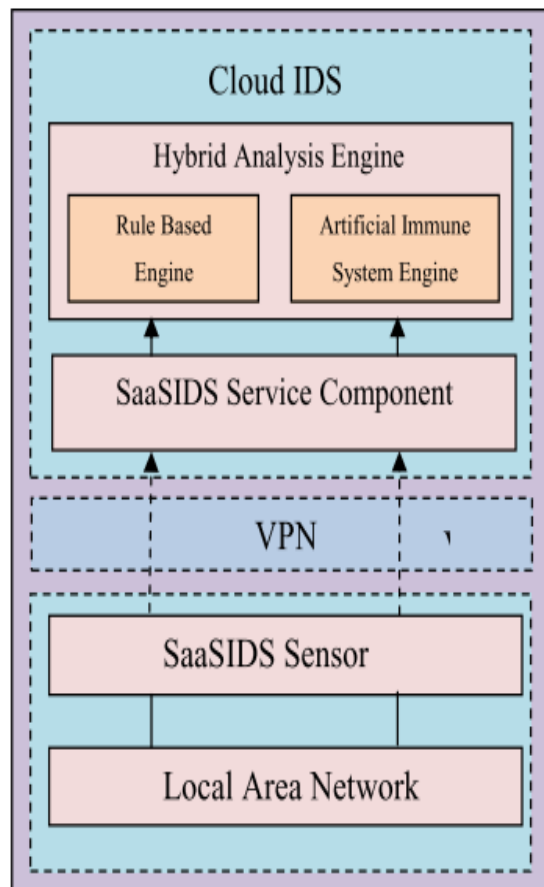 Cloud IDS
Hybrid Analysis Engine
Rule Based
Engine
Artificial Immune
System Engine
SaaSIDS Service Component
VPN
SaaSIDS Sensor
Local Area Network